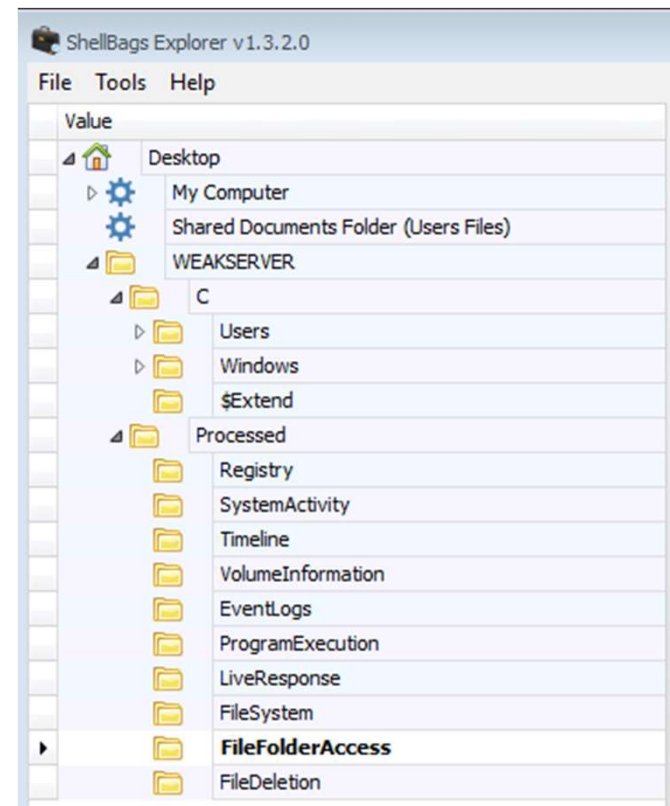 ShellBags Explorer v1.3.2.0
File Tools Help
Value
Desktop
My Computer
Shared Documents Folder (Users Files)
WEAKSERVER
C
Users
Windows
$Extend
Processed
Registry
SystemActivity
Timeline
VolumeInformation
EventLogs
ProgramExecution
LiveResponse
FileSystem
FileFolderAccess
FileDeletion